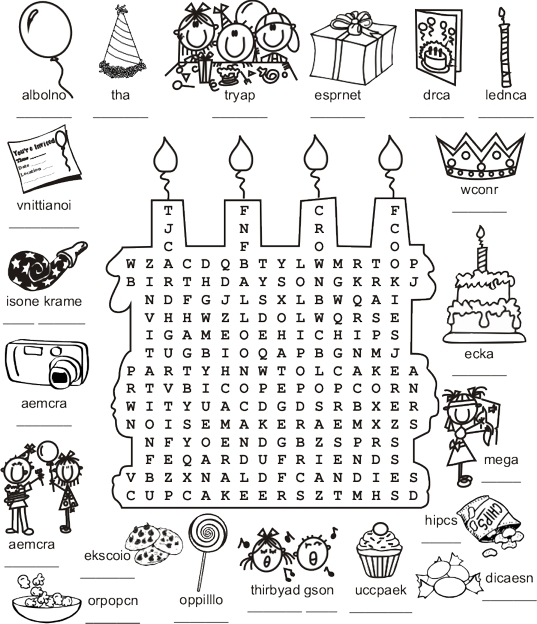 albolno
tha
tryap
esprnet
drca
lednca
You're Invited
Time
Date
Location
vnittianoi
wconr
isone krame
ecka
aemcra
mega
aemcra
hipcs
CHIPS
ekscoio
dicaesn
orpopcn
oppilllo
thirbyad gson
uccpaek
T F C F
J N R C
C F O O
W Z A C D Q B T Y L W M R T O P
B I R T H D A Y S O N G K R K J
N D F G J L S X L B W Q A I
V H H W Z L D O L W Q R S E
I G A M E O E H I C H I P S
T U G B I O Q A P B G N M J
P A R T Y H N W T O L C A K E A
R T V B I C O P E P O P C O R N
W I T Y U A C D G D S R B X E R
N O I S E M A K E R A E M X Z S
N F Y O E N D G B Z S P R S
F E Q A R D U F R I E N D S
V B Z X N A L D F C A N D I E S
C U P C A K E E R S Z T M H S D